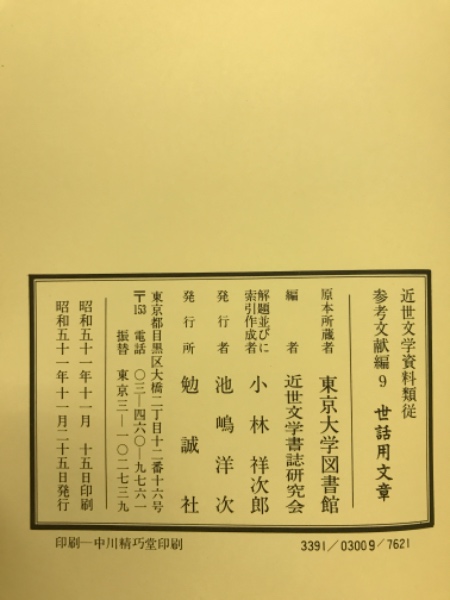 近世文学資料類従
参考文献編9 世話用文章
原本所蔵者 東京大学図書館
編者 近世文学書誌研究会
解題並びに索引作成者 小林祥次郎
発行者 池嶋洋次
発行所 勉誠社
東京都目黒区大橋二丁目十二番十六号
〒153 電話 〇三―四六〇―九七六一
振替 東京三―一〇二七三九
昭和五十一年十一月 十五日印刷
昭和五十一年十一月二十五日発行
印刷―中川精巧堂印刷
3391/03009/7621